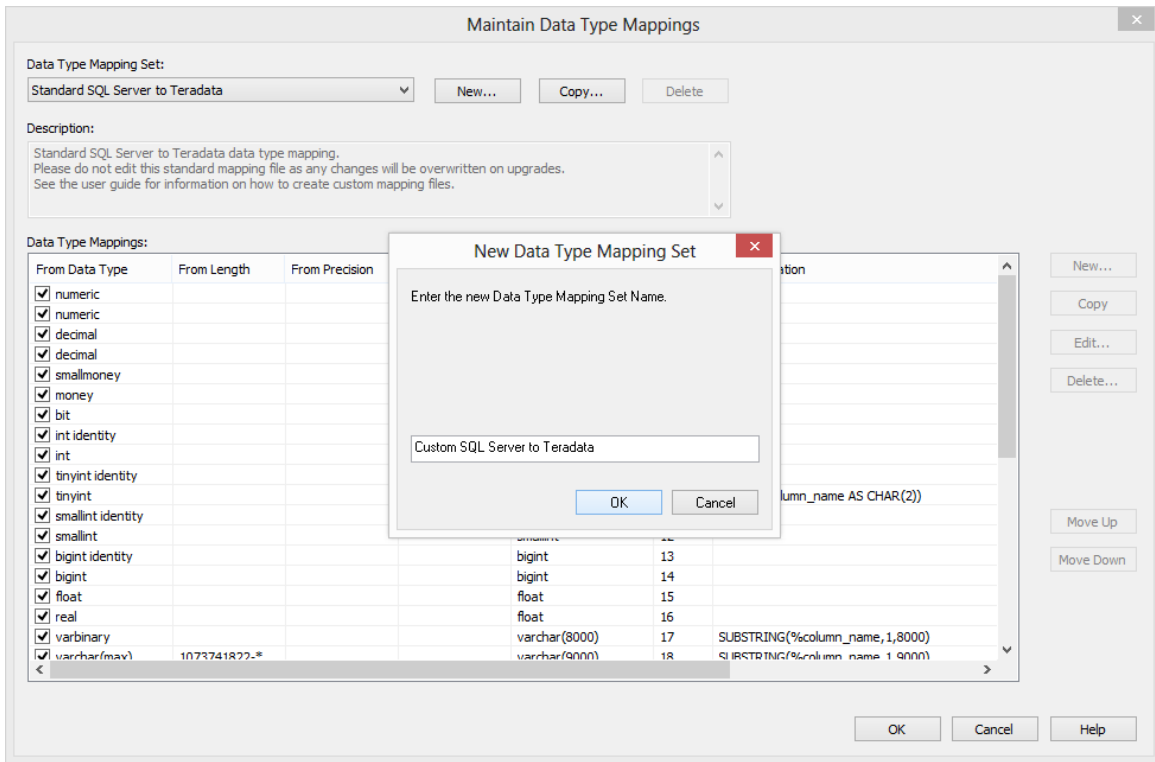 Maintain Data Type Mappings
Data Type Mapping Set:
Standard SQL Server to Teradata
New...
Copy...
Delete
Description:
Standard SQL Server to Teradata data type mapping.
Please do not edit this standard mapping file as any changes will be overwritten on upgrades.
See the user guide for information on how to create custom mapping files.
Data Type Mappings:
From Data Type From Length From Precision
numeric
numeric
decimal
decimal
smallmoney
money
bit
int identity
int
tinyint identity
tinyint AS CHAR(2))
smallint identity
smallint 12
bigint identity bigint 13
bigint bigint 14
float float 15
real float 16
varbinary varchar(8000) 17 SUBSTRING(%column_name,1,8000)
varchar(max) 1073741822-* varchar(9000) 18 SUBSTRING(%column_name,1,9000)
New Data Type Mapping Set
Enter the new Data Type Mapping Set Name.
Custom SQL Server to Teradata
OK
Cancel
New...
Copy
Edit...
Delete...
Move Up
Move Down
OK
Cancel
Help